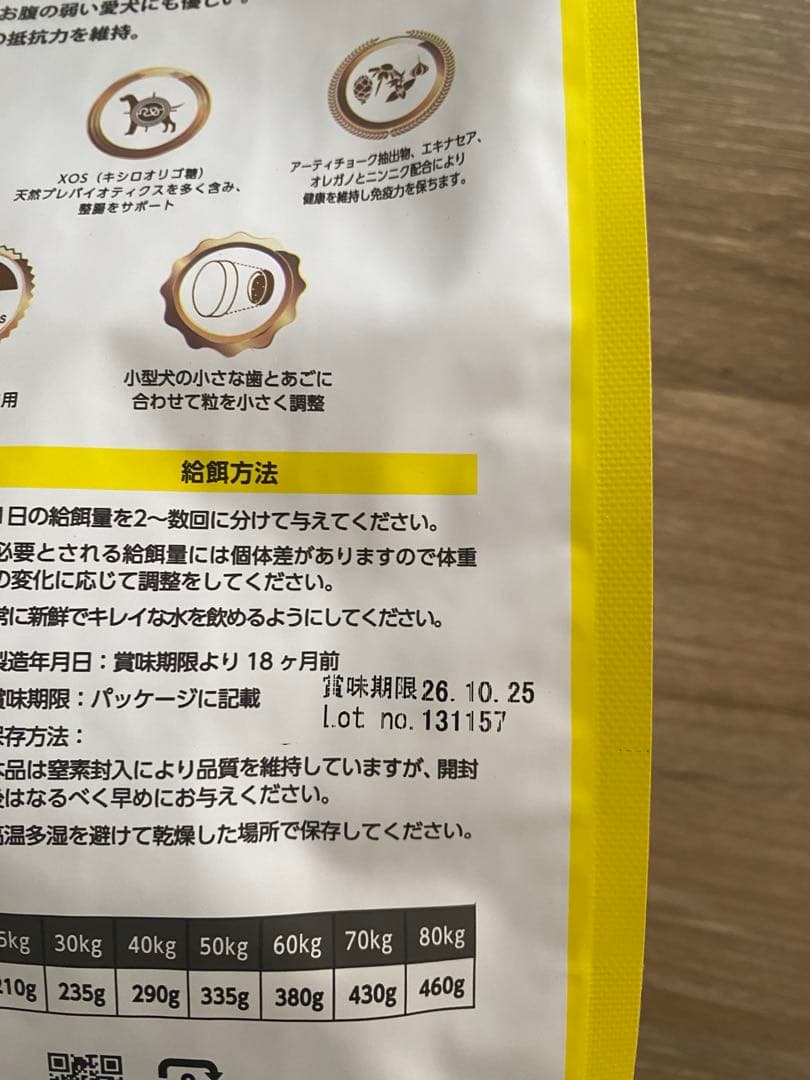 お腹の弱い愛犬にも優しい。
の抵抗力を維持。
XOS（キシロオリゴ糖）
天然プレバイオティクスを多く含み、
整腸をサポート
アーティチョーク抽出物、エキナセア、
オレガノとニンニク配合により
健康を維持し免疫力を保ちます。
S
用
小型犬の小さな歯とあごに
合わせて粒を小さく調整
給餌方法
1日の給餌量を2〜数回に分けて与えてください。
必要とされる給餌量には個体差がありますので体重
の変化に応じて調整をしてください。
常に新鮮でキレイな水を飲めるようにしてください。
製造年月日：賞味期限より 18 ヶ月前
賞味期限：パッケージに記載
賞味期限 26. 10. 25
Lot no. 131157
保存方法：
本品は窒素封入により品質を維持していますが、開封
後はなるべく早めにお与えください。
高温多湿を避けて乾燥した場所で保存してください。
5kg 30kg 40kg 50kg 60kg 70kg 80kg
210g 235g 290g 335g 380g 430g 460g